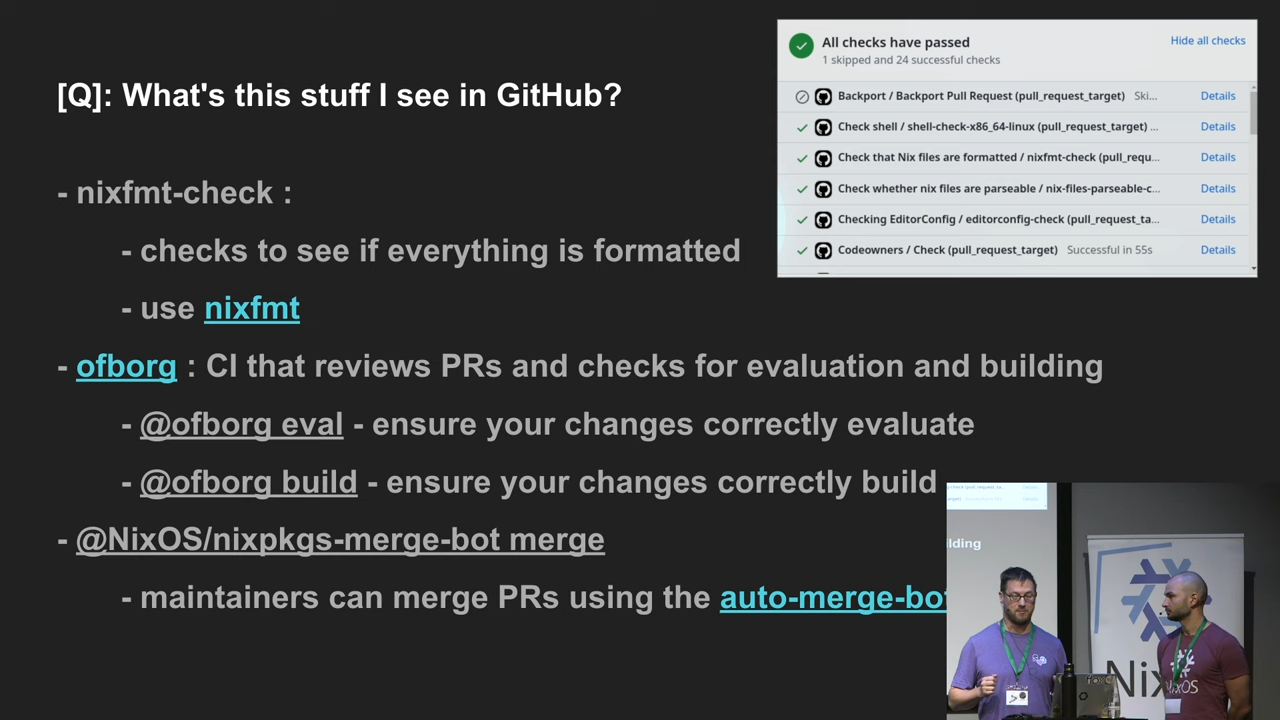 [Q]: What's this stuff I see in GitHub?
- nixfmt-check :
- checks to see if everything is formatted
- use nixfmt
- ofborg : CI that reviews PRs and checks for evaluation and building
- @ofborg eval - ensure your changes correctly evaluate
- @ofborg build - ensure your changes correctly build
- @NixOS/nixpkgs-merge-bot merge
- maintainers can merge PRs using the auto-merge-bot
All checks have passed
Hide all checks
1 skipped and 24 successful checks
Backport / Backport Pull Request (pull_request_target) Ski... Details
Check shell / shell-check-x86_64-linux (pull_request_target) ... Details
Check that Nix files are formatted / nixfmt-check (pull_requ... Details
Check whether nix files are parseable / nix-files-parseable-c... Details
Checking EditorConfig / editorconfig-check (pull_request_ta... Details
Codeowners / Check (pull_request_target) Successful in 55s Details
ilding
Nix
OS